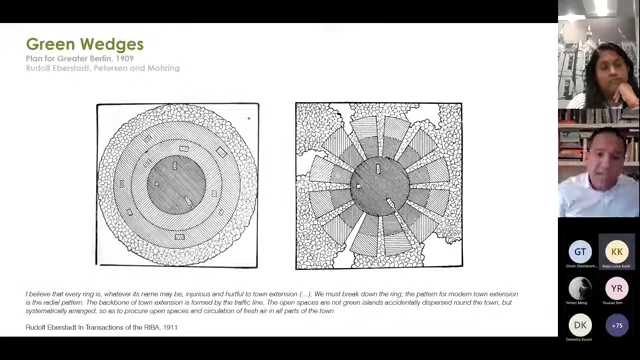 Green Wedges
Plan for Greater Berlin, 1909
Rudolf Eberstadt, Petersen and Mohring
I believe that every ring is, whatever its name may be, injurious and hurtful to town extension (…). We must break down the ring; the pattern for modern town extension
is the radial pattern. The backbone of town extension is formed by the traffic line. The open spaces are not green islands accidentally dispersed round the town, but
systematically arranged, so as to procure open spaces and circulation of fresh air in all parts of the town
Rudolf Eberstadt In Transactions of the RIBA, 1911
GT
KK
YR
DK
+75